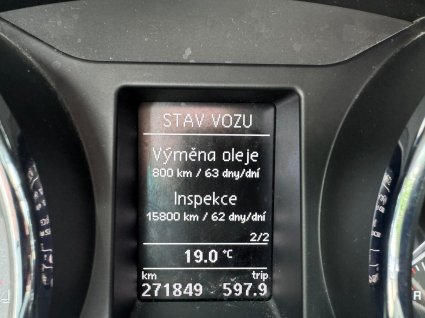 STAV VOZU
Výměna oleje
800 km / 63 dny/dní
Inspekce
15800 km / 62 dny/dní
2/2
19.0 °C
km trip
271849 597.9
R